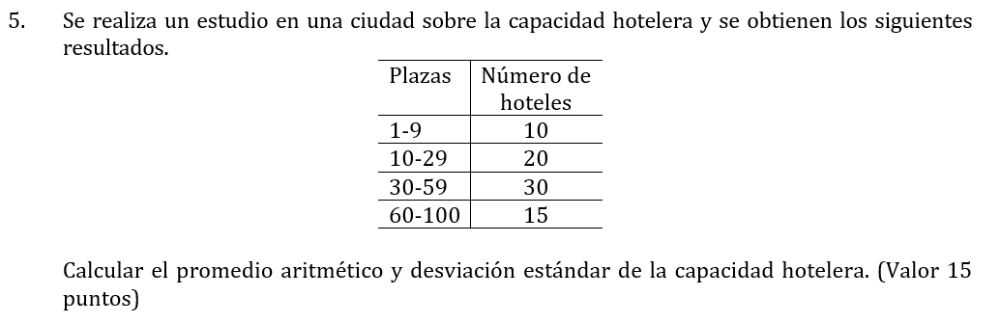 5. Se realiza un estudio en una ciudad sobre la capacidad hotelera y se obtienen los siguientes
resultados.
Plazas Número de
hoteles
1-9 10
10-29 20
30-59 30
60-100 15
Calcular el promedio aritmético y desviación estándar de la capacidad hotelera. (Valor 15
puntos)